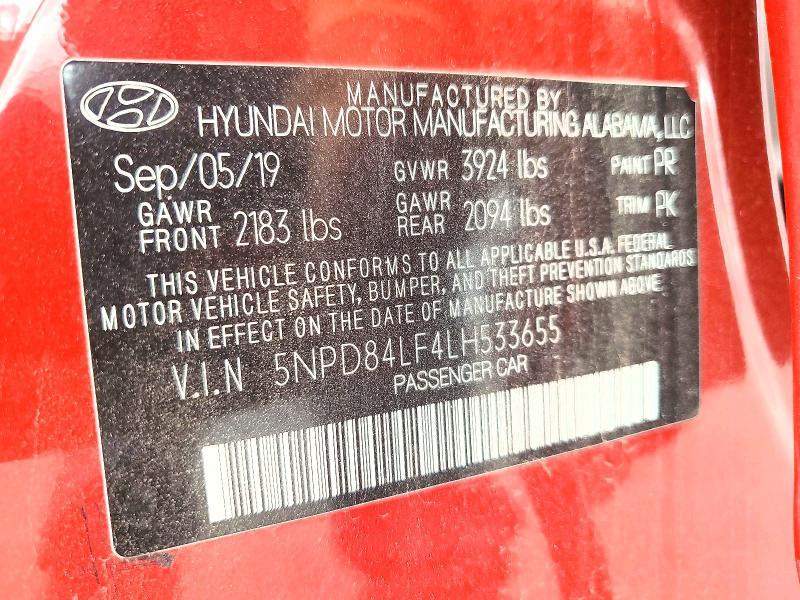 MANUFACTURED BY
HYUNDAI MOTOR MANUFACTURING ALABAMA, LLC
Sep/05/19 GVWR 3924 lbs PAINT PR
GAWR FRONT 2183 lbs GAWR REAR 2094 lbs TRIM PK
THIS VEHICLE CONFORMS TO ALL APPLICABLE U.S.A. FEDERAL
MOTOR VEHICLE SAFETY, BUMPER, AND THEFT PREVENTION STANDARDS
IN EFFECT ON THE DATE OF MANUFACTURE SHOWN ABOVE.
V.I.N 5NPD84LF4LH533655
PASSENGER CAR